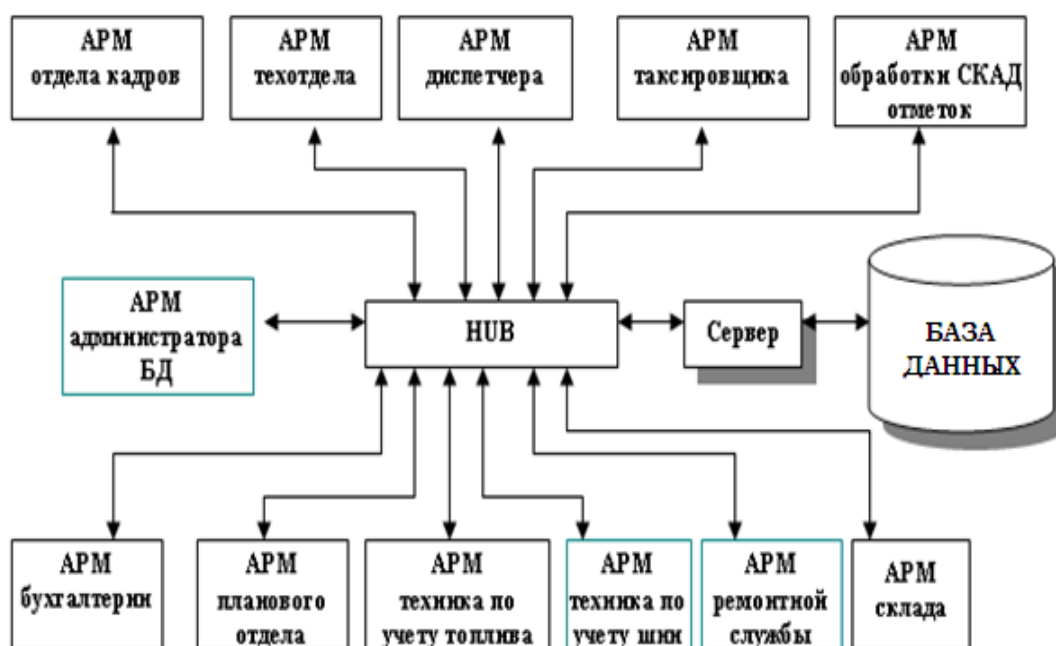 АРМ
отдела кадров
АРМ
техотдела
АРМ
диспетчера
АРМ
таксировщика
АРМ
обработки СКАД
отметок
АРМ
администратора
БД
HUB
Сервер
БАЗА
ДАННЫХ
АРМ
бухгалтерии
АРМ
планового
отдела
АРМ
техника по
учету топлива
АРМ
техника по
учету шин
АРМ
ремонтной
службы
АРМ
склада